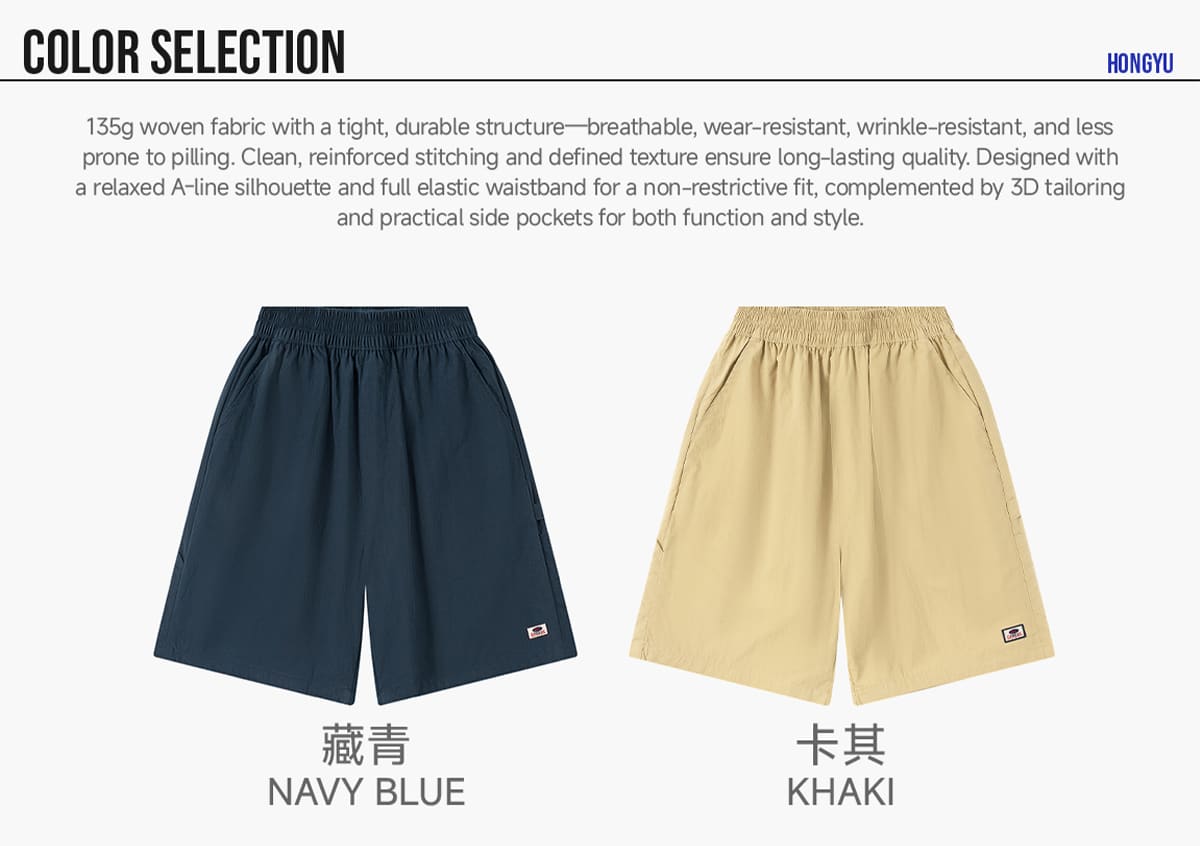 COLOR SELECTION
HONGYU
135g woven fabric with a tight, durable structure—breathable, wear-resistant, wrinkle-resistant, and less
prone to pilling. Clean, reinforced stitching and defined texture ensure long-lasting quality. Designed with
a relaxed A-line silhouette and full elastic waistband for a non-restrictive fit, complemented by 3D tailoring
and practical side pockets for both function and style.
藏青
NAVY BLUE
卡其
KHAKI